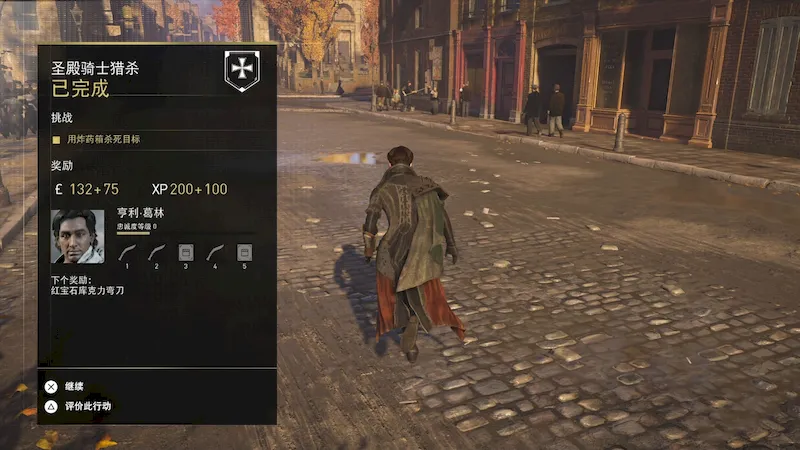 圣殿骑士猎杀
已完成
挑战
用炸药箱杀死目标
奖励
£ 132+75 XP 200+100
亨利·葛林
忠诚度等级 0
1 2 3 4 5
下个奖励:
红宝石库克力弯刀
继续
评价此行动